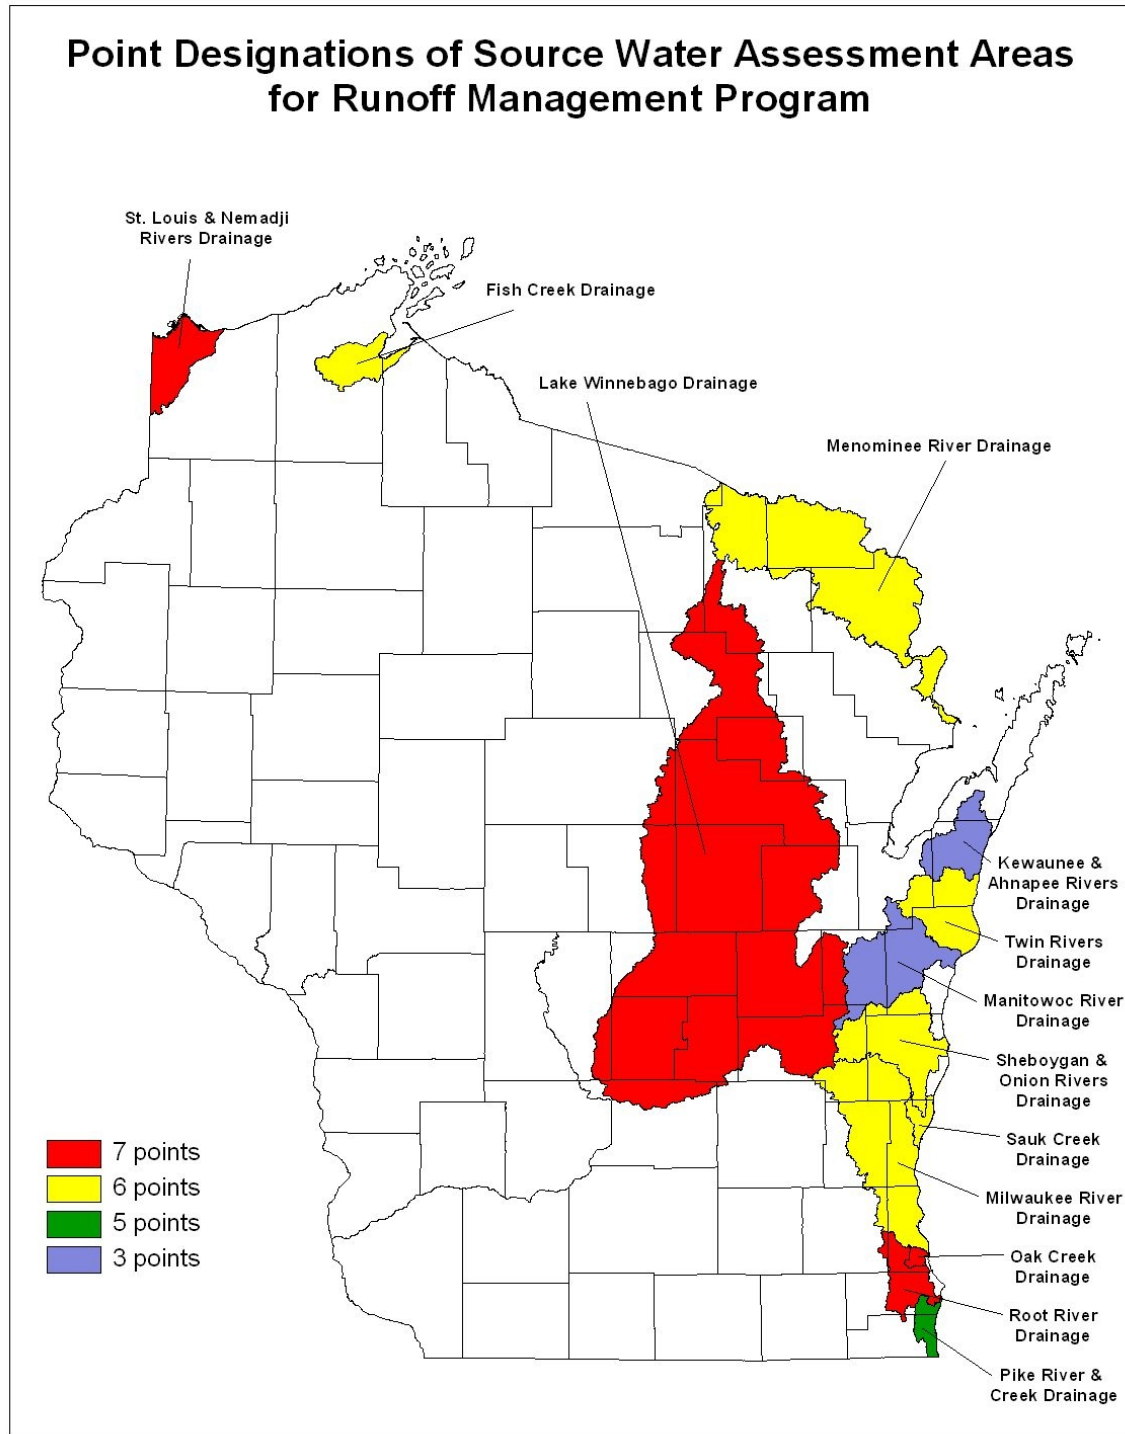 Point Designations of Source Water Assessment Areas
for Runoff Management Program
St. Louis & Nemadji
Rivers Drainage
Fish Creek Drainage
Lake Winnebago Drainage
Menominee River Drainage
Kewaunee &
Ahnapee Rivers
Drainage
Twin Rivers
Drainage
Manitowoc River
Drainage
Sheboygan &
Onion Rivers
Drainage
Sauk Creek
Drainage
Milwaukee River
Drainage
Oak Creek
Drainage
Root River
Drainage
Pike River &
Creek Drainage
7 points
6 points
5 points
3 points